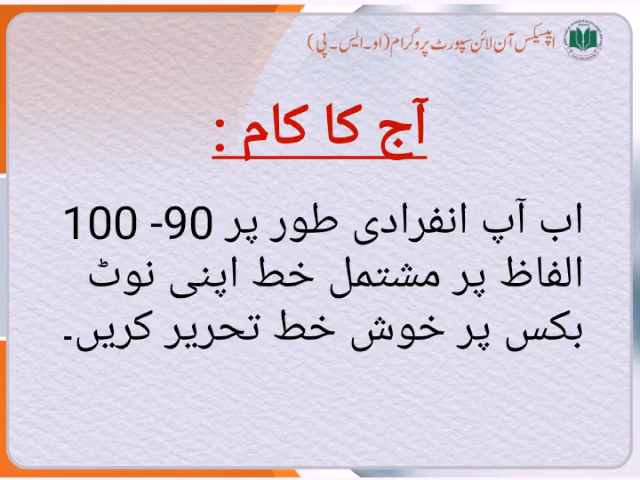 اپسیکس آن لائن سپورٹ پروگرام (او۔ایس۔پی)
آج کا کام :
اب آپ انفرادی طور پر 90- 100
الفاظ پر مشتمل خط اپنی نوٹ
بکس پر خوش خط تحریر کریں۔